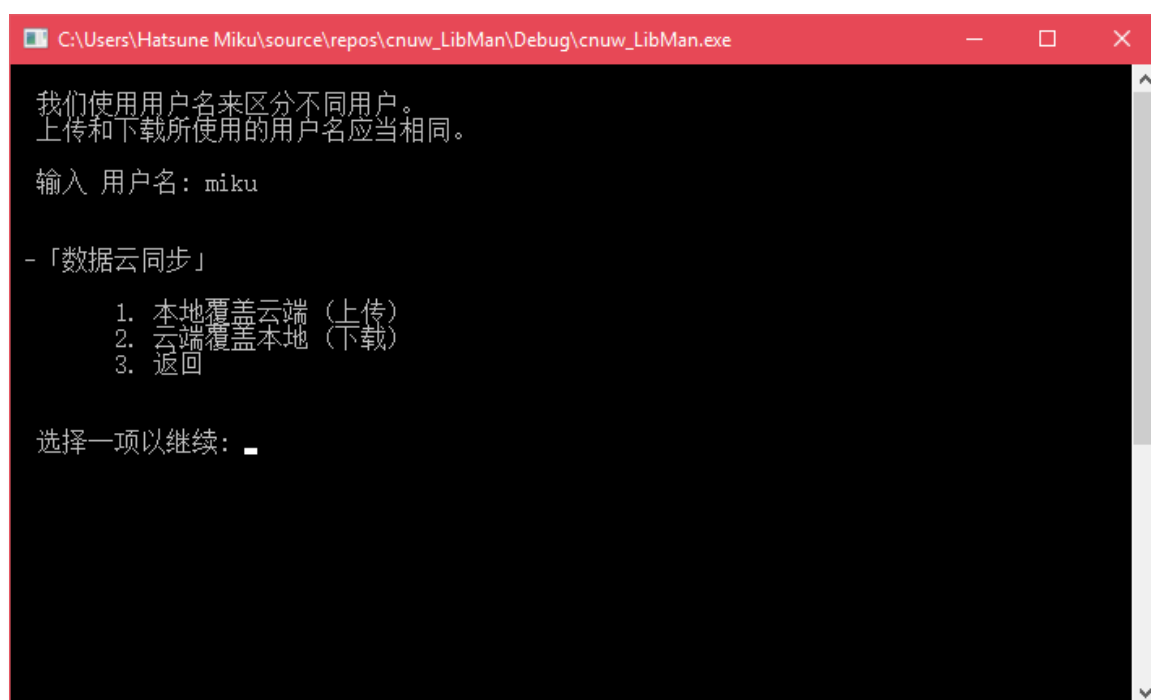 C:\Users\Hatsune Miku\source\repos\cnuw_LibMan\Debug\cnuw_LibMan.exe
我们使用用户名来区分不同用户。
上传和下载所使用的用户名应当相同。
输入 用户名: miku
-「数据云同步」
1. 本地覆盖云端 (上传)
2. 云端覆盖本地 (下载)
3. 返回
选择一项以继续: